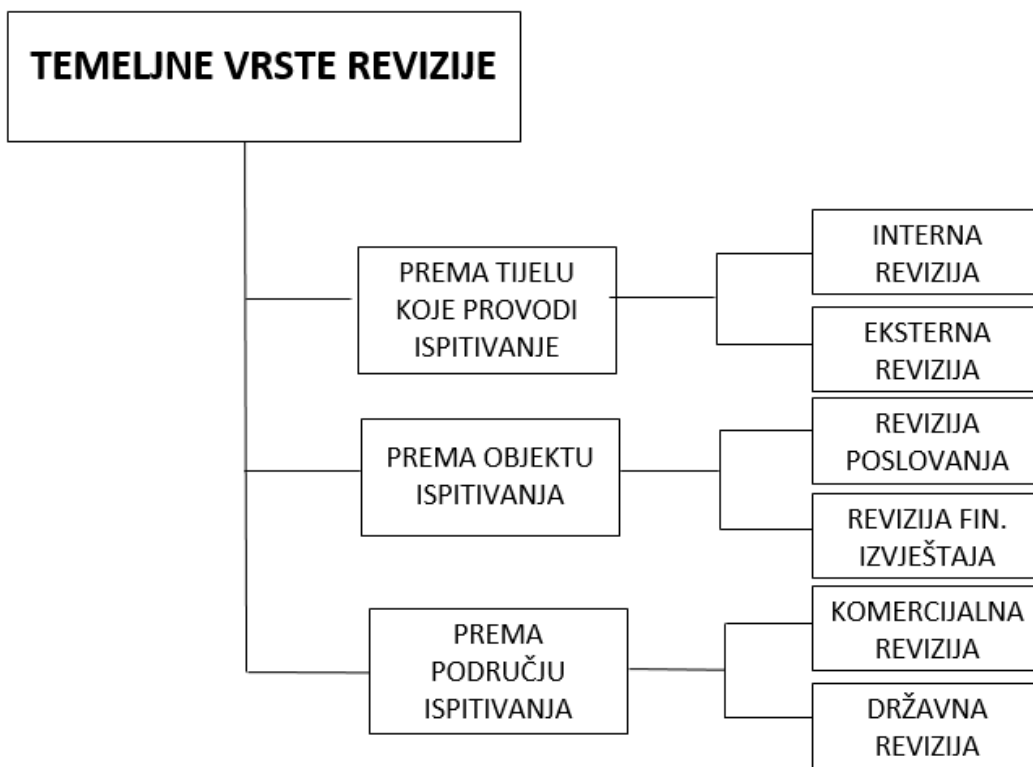 TEMELJNE VRSTE REVIZIJE
PREMA TIJELU
KOJE PROVODI
ISPITIVANJE
INTERNA
REVIZIJA
EKSTERNA
REVIZIJA
PREMA OBJEKTU
ISPITIVANJA
REVIZIJA
POSLOVANJA
REVIZIJA FIN.
IZVJEŠTAJA
PREMA
PODRUČJU
ISPITIVANJA
KOMERCIJALNA
REVIZIJA
DRŽAVNA
REVIZIJA